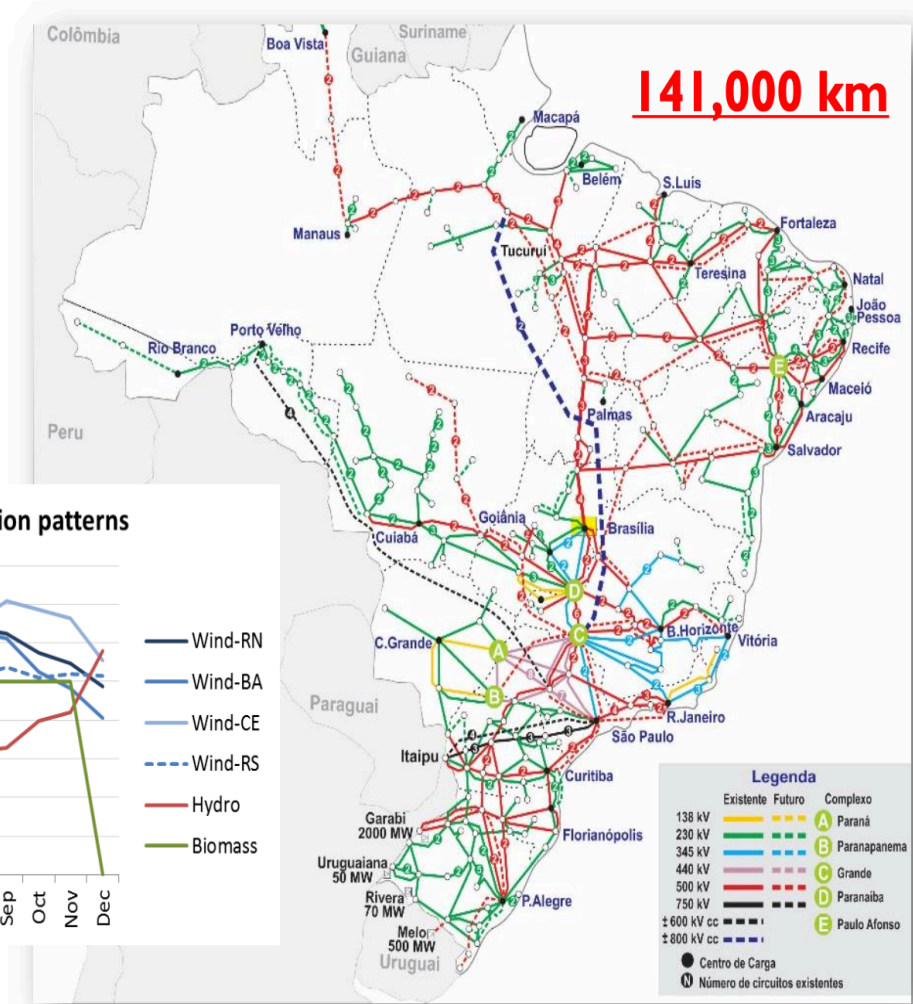 Colômbia
Suriname
Boa Vista
Guiana
141,000 km
Macapá
Belém
S.Luís
Manaus
Fortaleza
Tucuruí
Teresina
Natal
João
Pessoa
Porto Velho
Rio Branco
Recife
E
Maceió
Palmas
Aracaju
Peru
Salvador
ion patterns
Goiânia
Brasília
Cuiabá
D
C
B.Horizonte
Vitória
C.Grande
A
B
Wind-RN
Wind-BA
Wind-CE
Wind-RS
Hydro
Biomass
Sep
Oct
Nov
Dec
Paraguai
R.Janeiro
São Paulo
Itaipu
Curitiba
Garabi
2000 MW
Florianópolis
Uruguaiana
50 MW
Rivera
70 MW
P.Alegre
Melo
500 MW
Uruguai
Legenda
Existente Futuro Complexo
138 kV
230 kV
345 kV
440 kV
500 kV
750 kV
±600 kV cc
±800 kV cc
A Paraná
B Paranapanema
C Grande
D Paranaiba
E Paulo Afonso
Centro de Carga
N Número de circuitos existentes